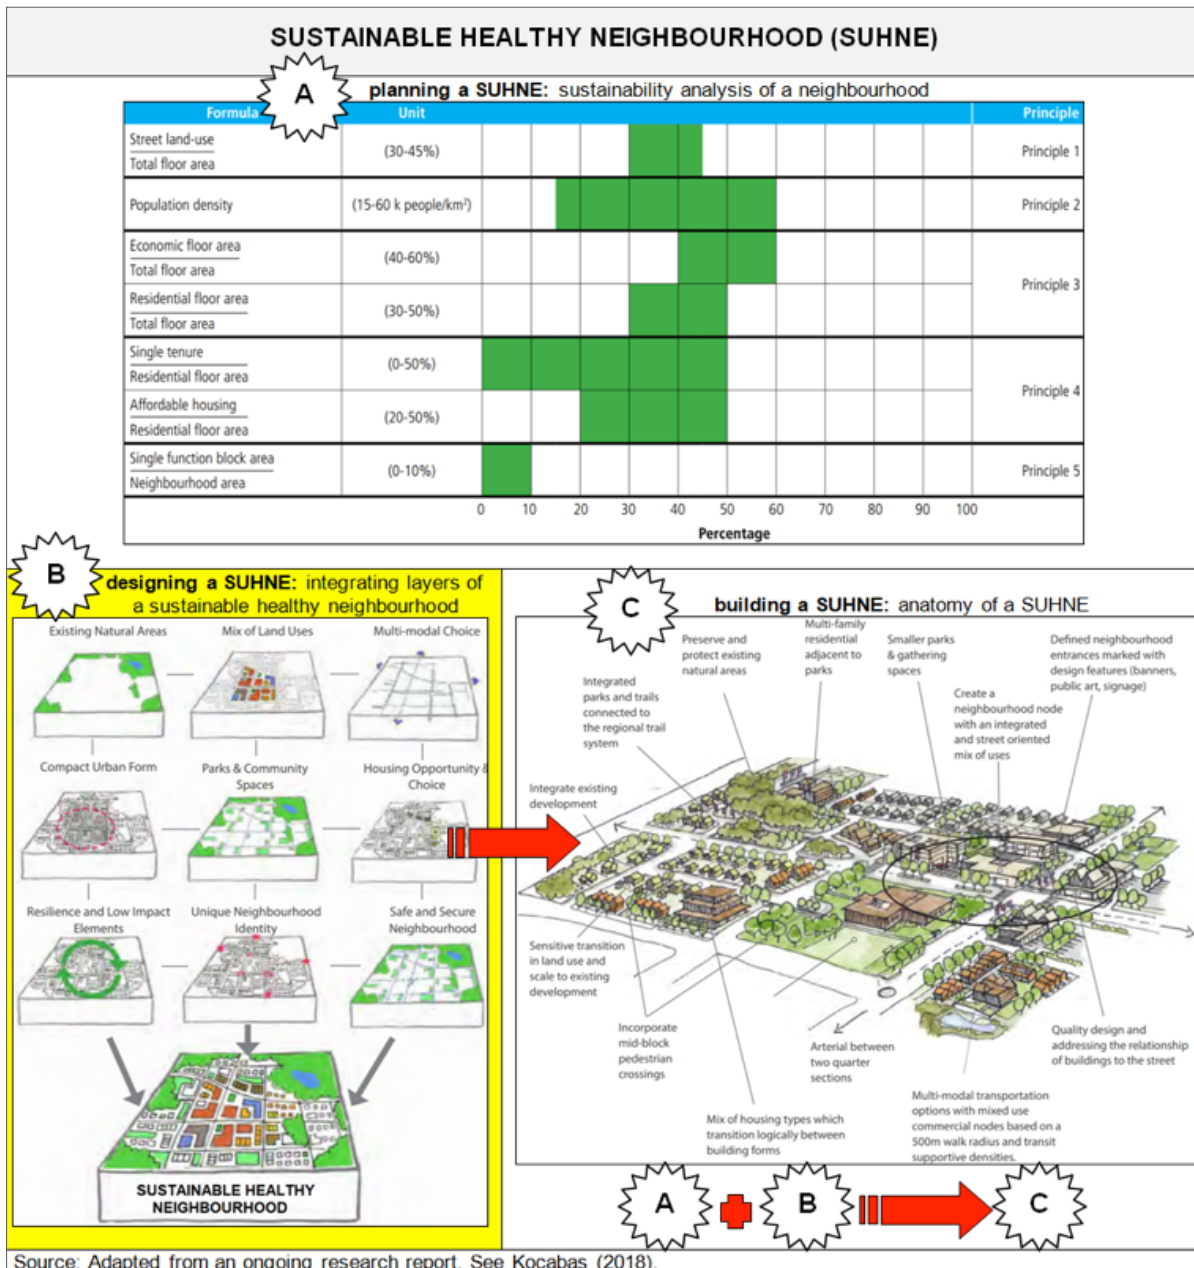 SUSTAINABLE HEALTHY NEIGHBOURHOOD (SUHNE)
A
planning a SUHNE: sustainability analysis of a neighbourhood
Formula Unit Principle
Street land-use
Total floor area
(30-45%)
Principle 1
Population density
(15-60 k people/km²)
Principle 2
Economic floor area
Total floor area
(40-60%)
Principle 3
Residential floor area
Total floor area
(30-50%)
Single tenure
Residential floor area
(0-50%)
Principle 4
Affordable housing
Residential floor area
(20-50%)
Single function block area
Neighbourhood area
(0-10%)
Principle 5
0 10 20 30 40 50 60 70 80 90 100
Percentage
B
designing a SUHNE: integrating layers of
a sustainable healthy neighbourhood
Existing Natural Areas
Mix of Land Uses
Multi-modal Choice
Compact Urban Form
Parks & Community
Spaces
Housing Opportunity &
Choice
Resilience and Low Impact
Elements
Unique Neighbourhood
Identity
Safe and Secure
Neighbourhood
SUSTAINABLE HEALTHY
NEIGHBOURHOOD
C
building a SUHNE: anatomy of a SUHNE
Preserve and
protect existing
natural areas
Multi-family
residential
adjacent to
parks
Smaller parks
& gathering
spaces
Defined neighbourhood
entrances marked with
design features (banners,
public art, signage)
Integrated
parks and trails
connected to
the regional trail
system
Create a
neighbourhood node
with an integrated
and street oriented
mix of uses
Integrate existing
development
Sensitive transition
in land use and
scale to existing
development
Incorporate
mid-block
pedestrian
crossings
Arterial between
two quarter
sections
Quality design and
addressing the relationship
of buildings to the street
Mix of housing types which
transition logically between
building forms
Multi-modal transportation
options with mixed use
commercial nodes based on a
500m walk radius and transit
supportive densities.
A B C
Source: Adapted from an ongoing research report. See Kocabas (2018).